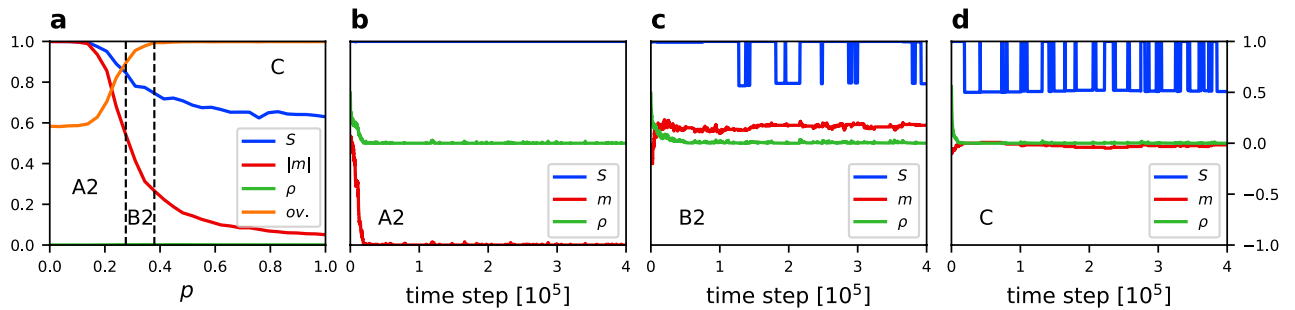 a
1.0
0.8
0.6
0.4
0.2
0.0
0.0 0.2 0.4 0.6 0.8 1.0
p
A2
B2
C
S
|m|
ρ
ov.
b
0 1 2 3 4
time step [10⁵]
A2
S
m
ρ
c
0 1 2 3 4
time step [10⁵]
B2
S
m
ρ
d
0 1 2 3 4
time step [10⁵]
C
S
m
ρ
1.0
0.5
0.0
−0.5
−1.0